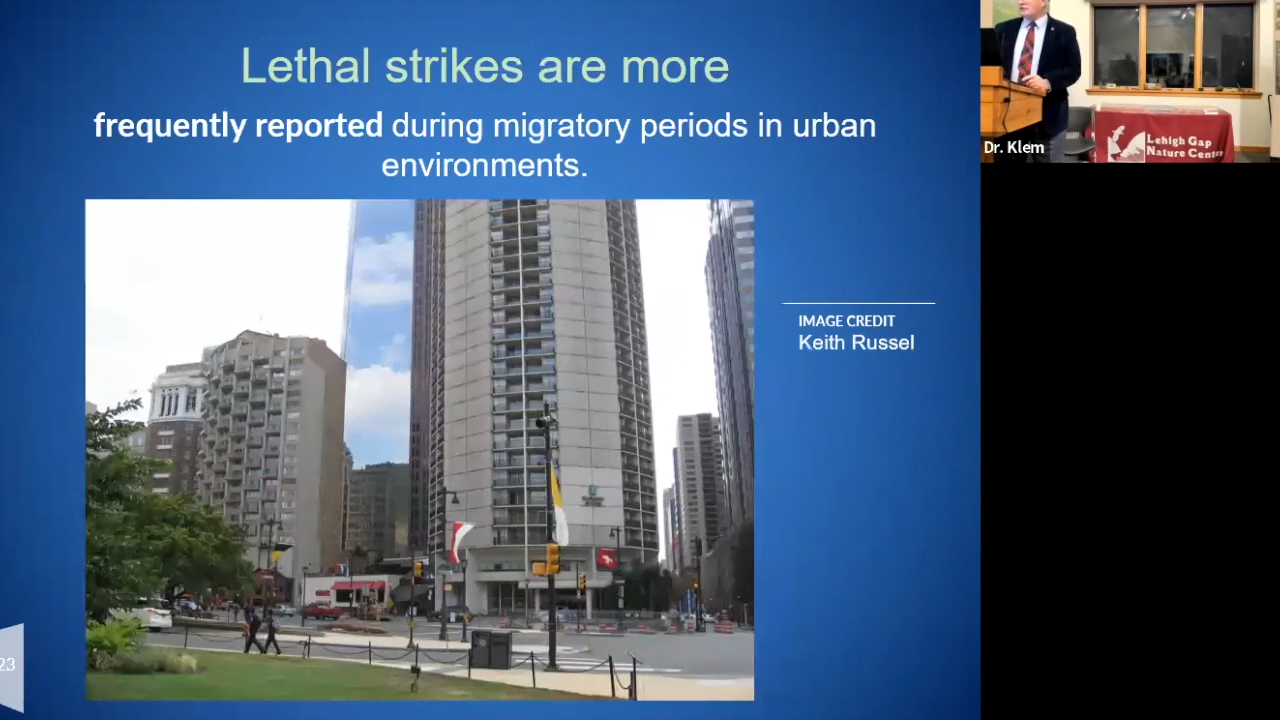 Lethal strikes are more
frequently reported during migratory periods in urban
environments.
IMAGE CREDIT
Keith Russel
23
Dr. Klem
Lehigh Gap
Nature Center